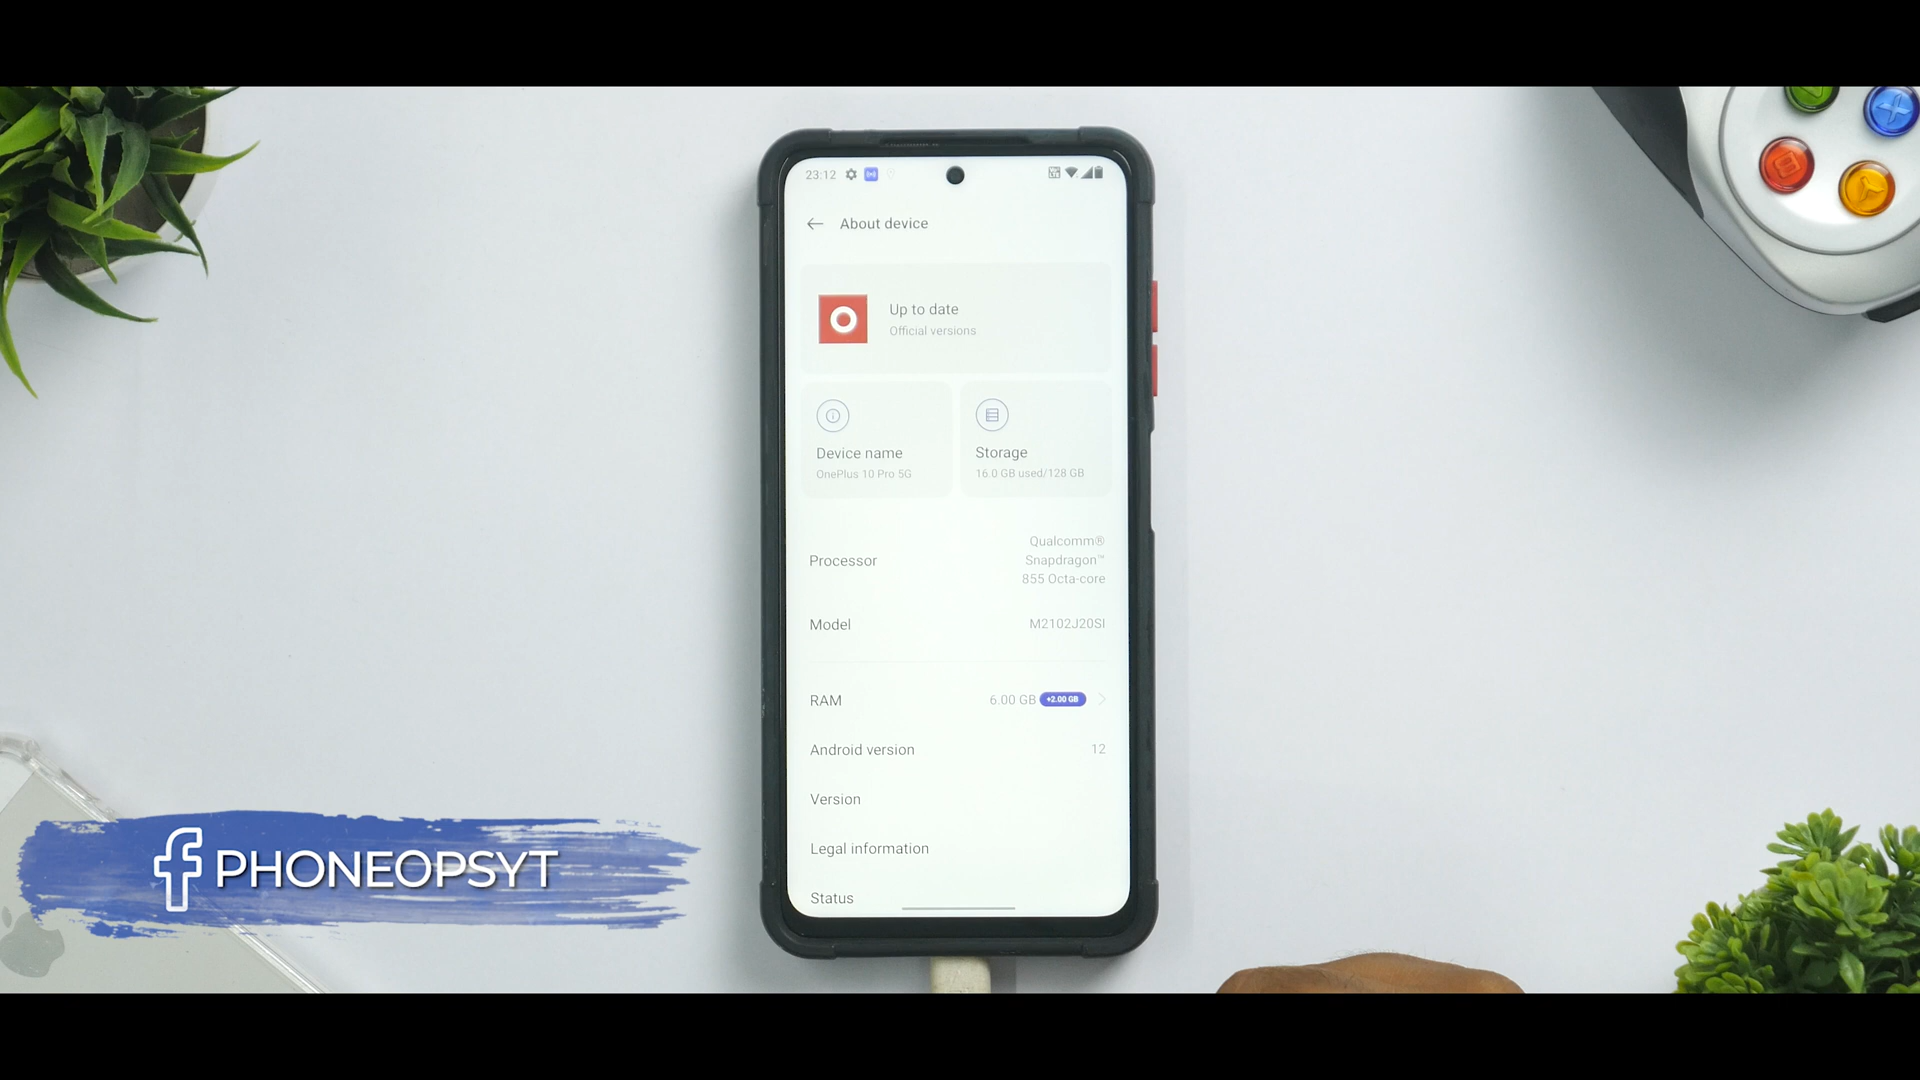 23:12
About device
Up to date
Official versions
Device name
OnePlus 10 Pro 5G
Storage
16.0 GB used/128 GB
Processor
Qualcomm®
Snapdragon™
855 Octa-core
Model
M2102J20SI
RAM
6.00 GB
+2.00 GB
Android version
12
Version
Legal information
Status
PHONEOPSYT